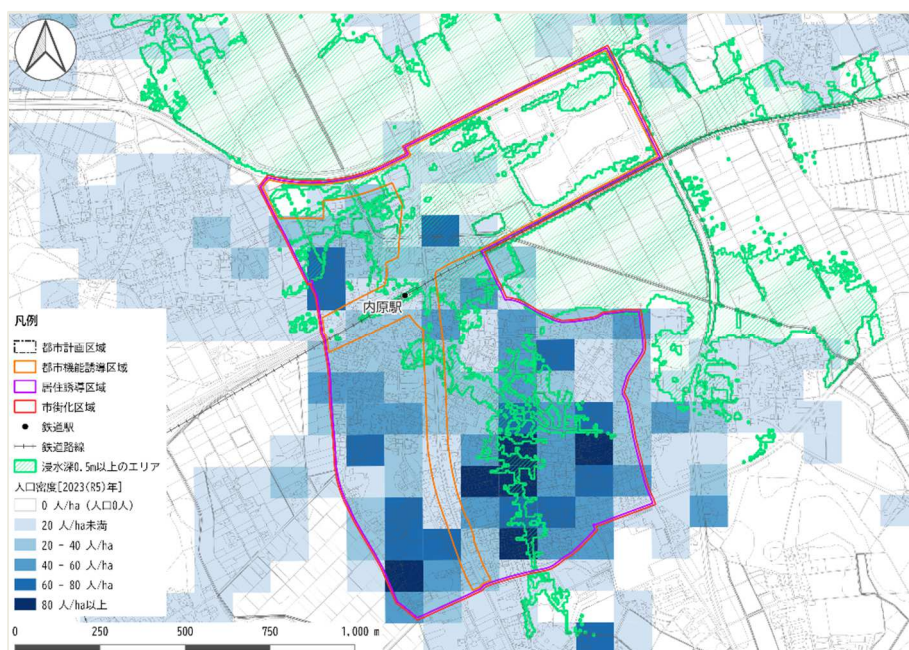 内原駅
凡例
都市計画区域
都市機能誘導区域
居住誘導区域
市街化区域
鉄道駅
鉄道路線
浸水深0.5m以上のエリア
人口密度[2023(R5)年]
0 人/ha (人口0人)
20 人/ha未満
20 - 40 人/ha
40 - 60 人/ha
60 - 80 人/ha
80 人/ha以上
0 250 500 750 1,000 m